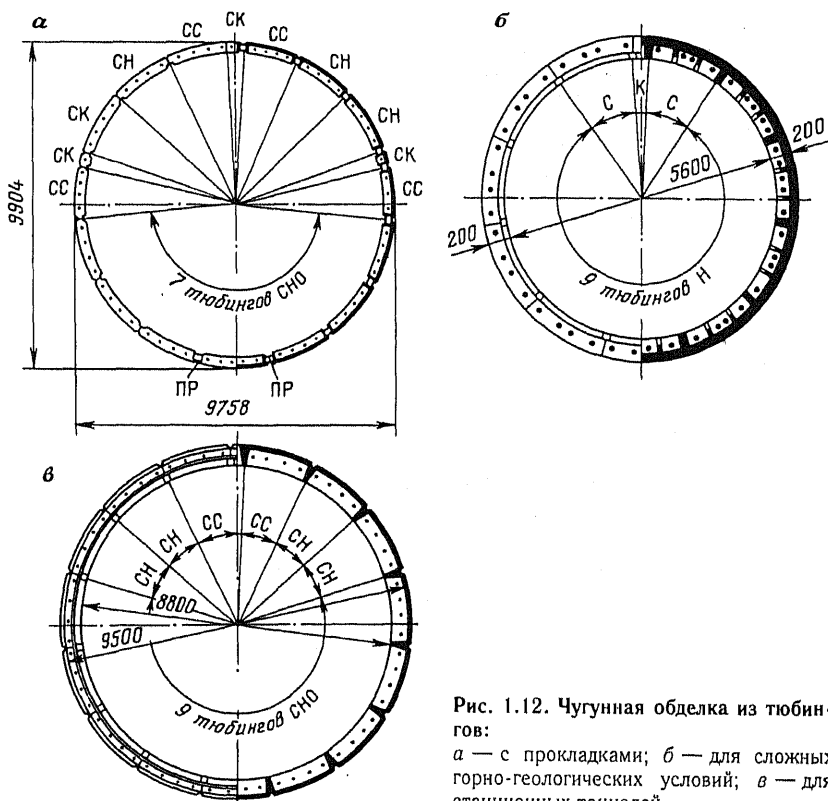 а
СК
СС СС
СН СН
СК СН
СК СК
СС СС
9904
7 тюбингов СНО
ПР ПР
9758
б
К
С С
200
5600
200
9 тюбингов Н
в
СС СС
СН СН
СН СН
8800
9500
9 тюбингов СНО
Рис. 1.12. Чугунная обделка из тюбин-
гов:
а — с прокладками; б — для сложных
горно-геологических условий; в — для